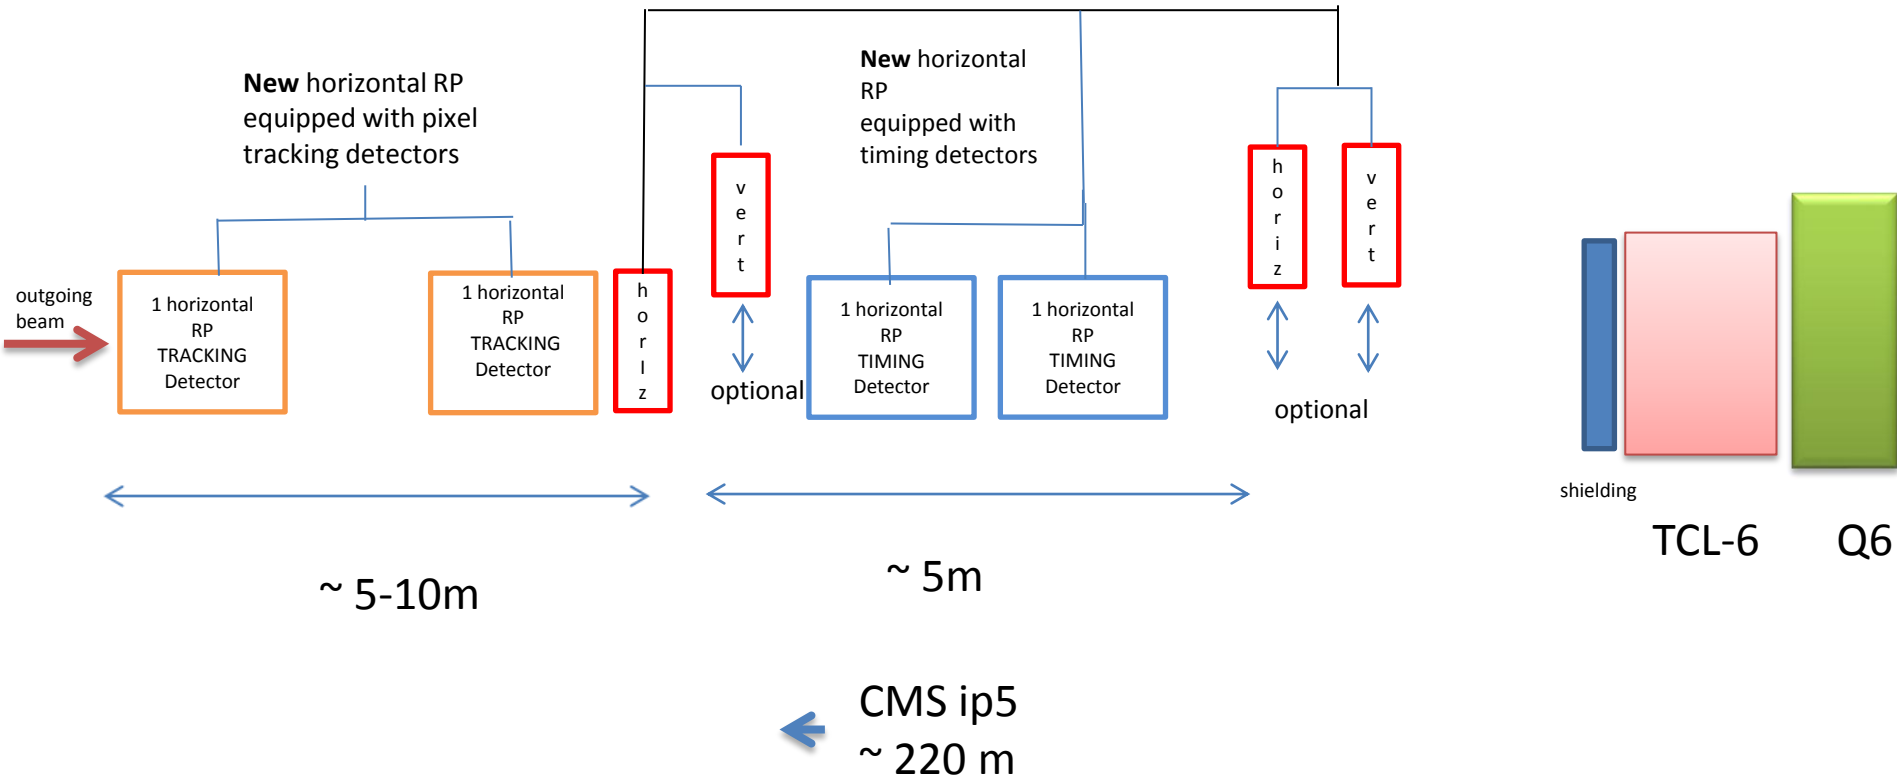 New horizontal RP
equipped with pixel
tracking detectors
New horizontal
RP
equipped with
timing detectors
outgoing
beam
1 horizontal
RP
TRACKING
Detector
1 horizontal
RP
TRACKING
Detector
h
o
r
I
z
v
e
r
t
optional
1 horizontal
RP
TIMING
Detector
1 horizontal
RP
TIMING
Detector
h
o
r
i
z
v
e
r
t
optional
shielding
TCL-6
Q6
~ 5-10m
~ 5m
CMS ip5
~ 220 m